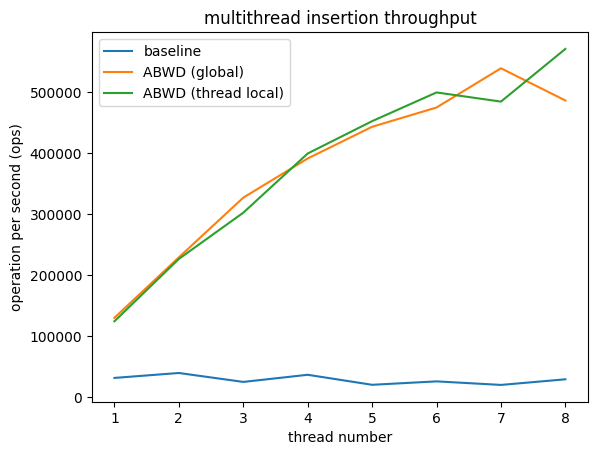 multithread insertion throughput
baseline
ABWD (global)
ABWD (thread local)
operation per second (ops)
500000
400000
300000
200000
100000
0
1 2 3 4 5 6 7 8
thread number